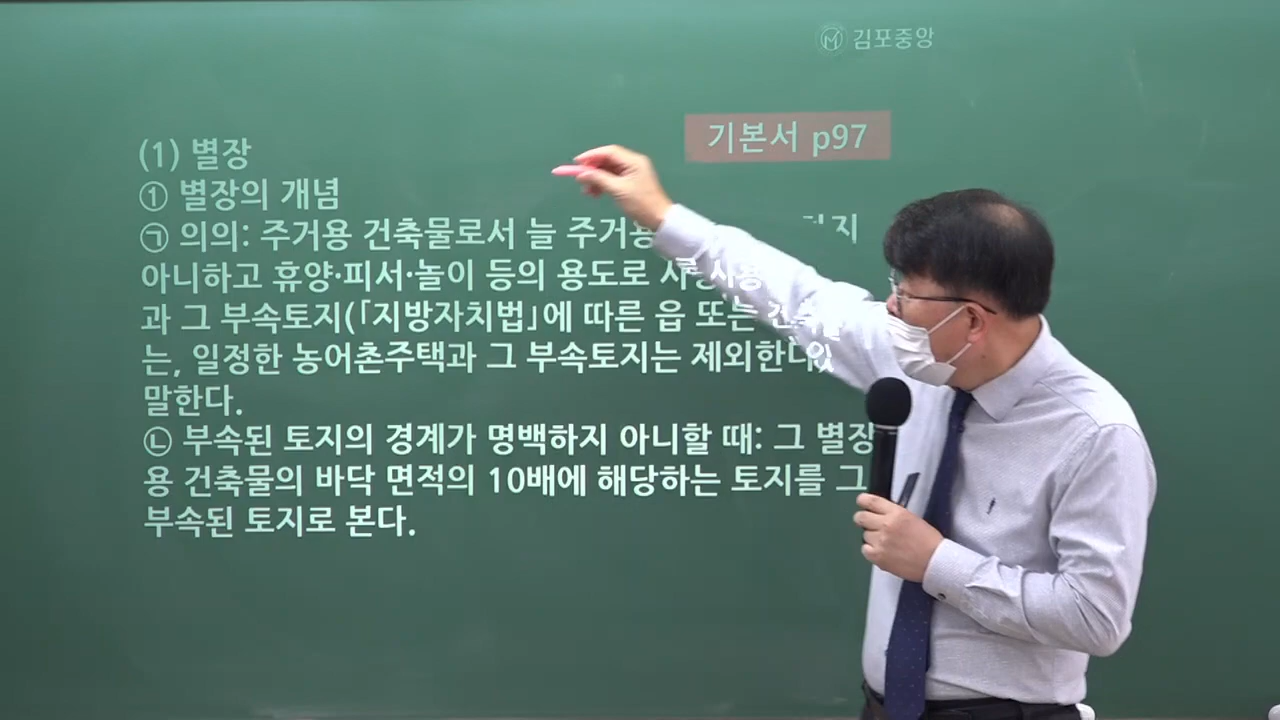 김포중앙
기본서 p97
(1) 별장
① 별장의 개념
㉠ 의의: 주거용 건축물로서 늘 주거용
아니하고 휴양·피서·놀이 등의 용도로
과 그 부속토지(「지방자치법」에 따른 읍 또는
는, 일정한 농어촌주택과 그 부속토지는 제외한다)
말한다.
㉡ 부속된 토지의 경계가 명백하지 아니할 때: 그 별장
용 건축물의 바닥 면적의 10배에 해당하는 토지를 그
부속된 토지로 본다.